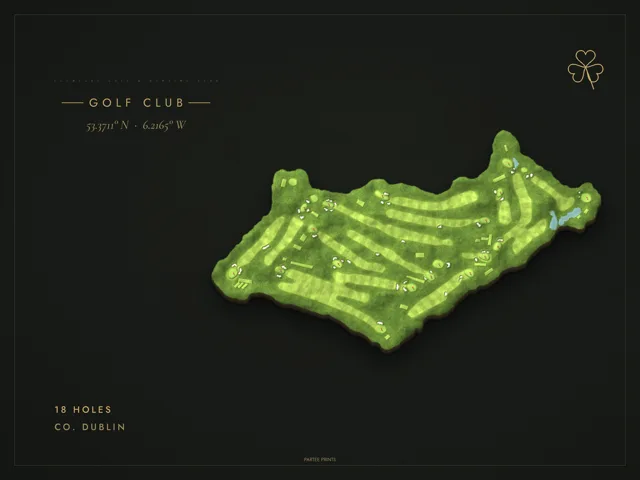 GOLF CLUB
53.3711° N · 6.2165° W
18 HOLES
CO. DUBLIN
PARTEE PRINTS